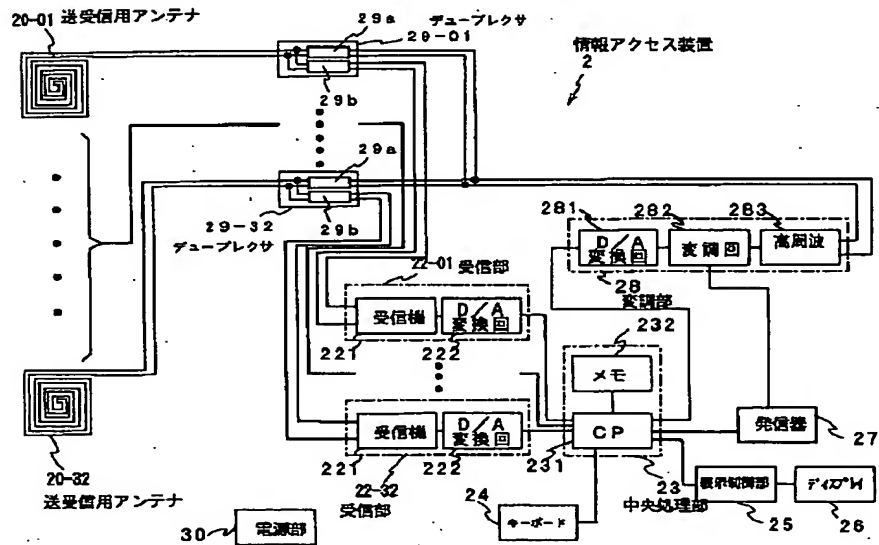 20-01 送受信用アンテナ
29a デュープレクサ
29-01
29b
情報アクセス装置
2
29a
29-32
デュープレクサ
29b
281 282 283
D/A
変換回
変調回
高周波
28
変調部
22-01 受信部
受信機
D/A
変換回
221 222
232
メモ
受信機
D/A
変換回
CP
発信器
27
221 222 231
20-32
送受信用アンテナ
22-32
受信部
23
中央処理部
表示制御部
ディスプレイ
24
キーボード
25 26
30
電源部